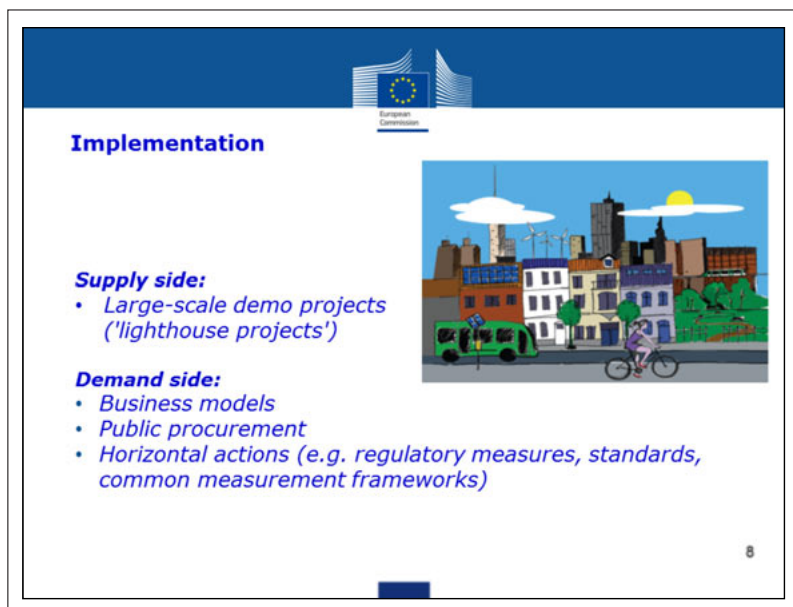 European
Commission
Implementation
Supply side:
• Large-scale demo projects
('lighthouse projects')
Demand side:
• Business models
• Public procurement
• Horizontal actions (e.g. regulatory measures, standards,
common measurement frameworks)
8